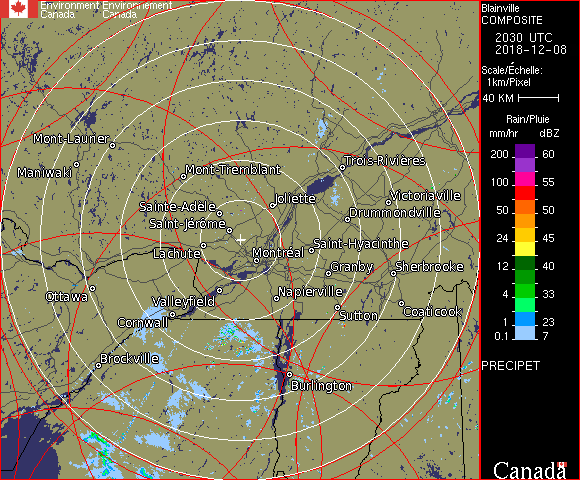 Environment Environnement
Canada Canada
Blainville
COMPOSITE
2030 UTC
2018-12-08
Scale/Échelle:
1km/Pixel
40 KM
Rain/Pluie
mm/hr dBZ
200 60
100 55
50 50
24 45
12 40
4 33
1 23
0.1 7
PRECIPET
Mont-Laurier
Maniwaki
Mont-Tremblant
Trois-Rivières
Joliette
Victoriaville
Sainte-Adèle
Drummondville
Saint-Jérôme
Lachute
Montréal
Saint-Hyacinthe
Granby
Sherbrooke
Ottawa
Valleyfield
Napierville
Cornwall
Sutton
Coaticook
Brockville
Burlington
Canada